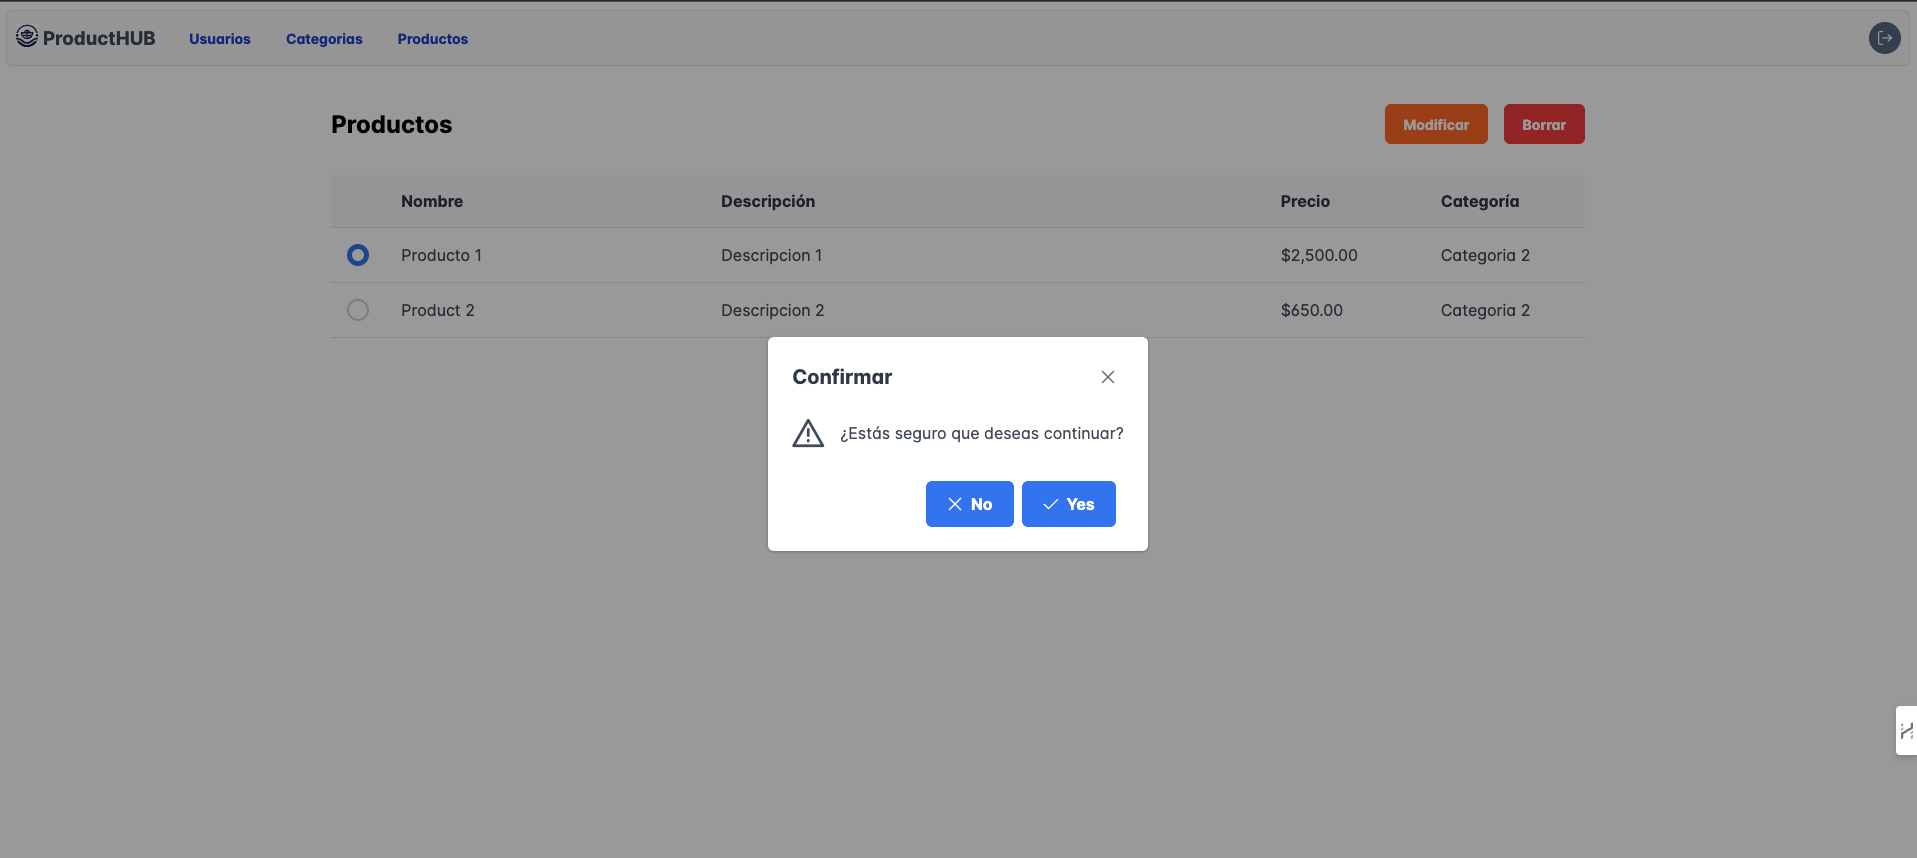 ProductHUB Usuarios Categorias Productos
Productos Modificar Borrar
Nombre Descripción Precio Categoría
Producto 1 Descripcion 1 $2,500.00 Categoria 2
Product 2 Descripcion 2 $650.00 Categoria 2
Confirmar
¿Estás seguro que deseas continuar?
No Yes